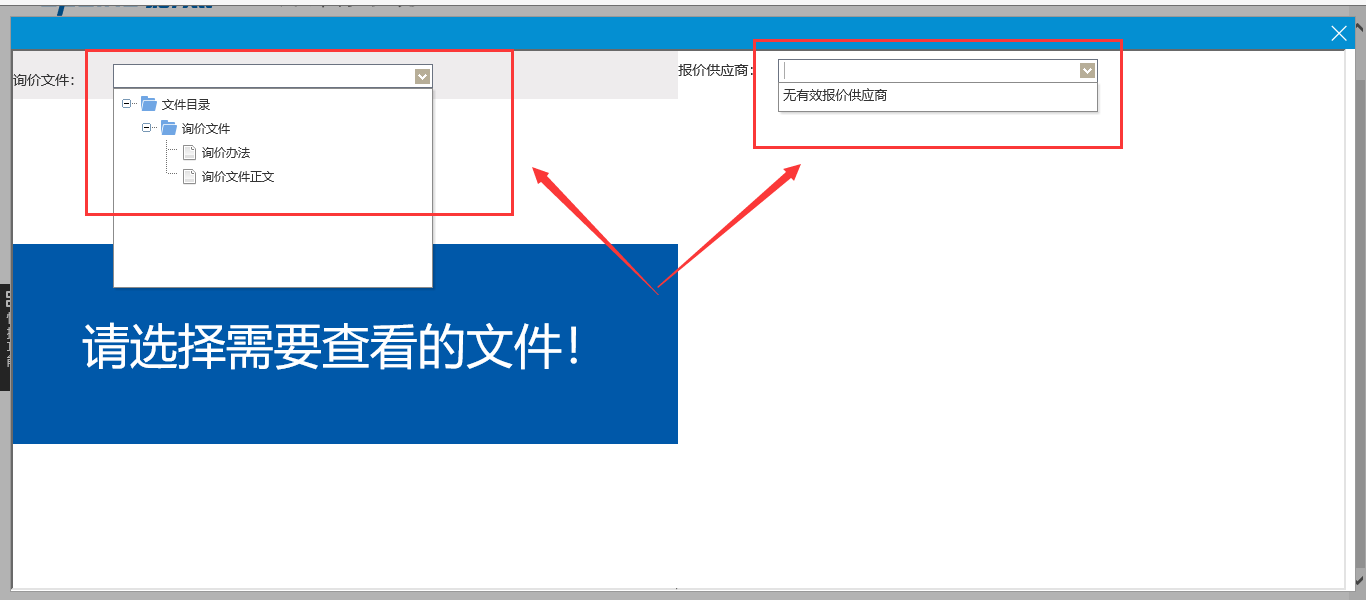 询价文件：
报价供应商：
无有效报价供应商
文件目录
询价文件
询价办法
询价文件正文
请选择需要查看的文件！